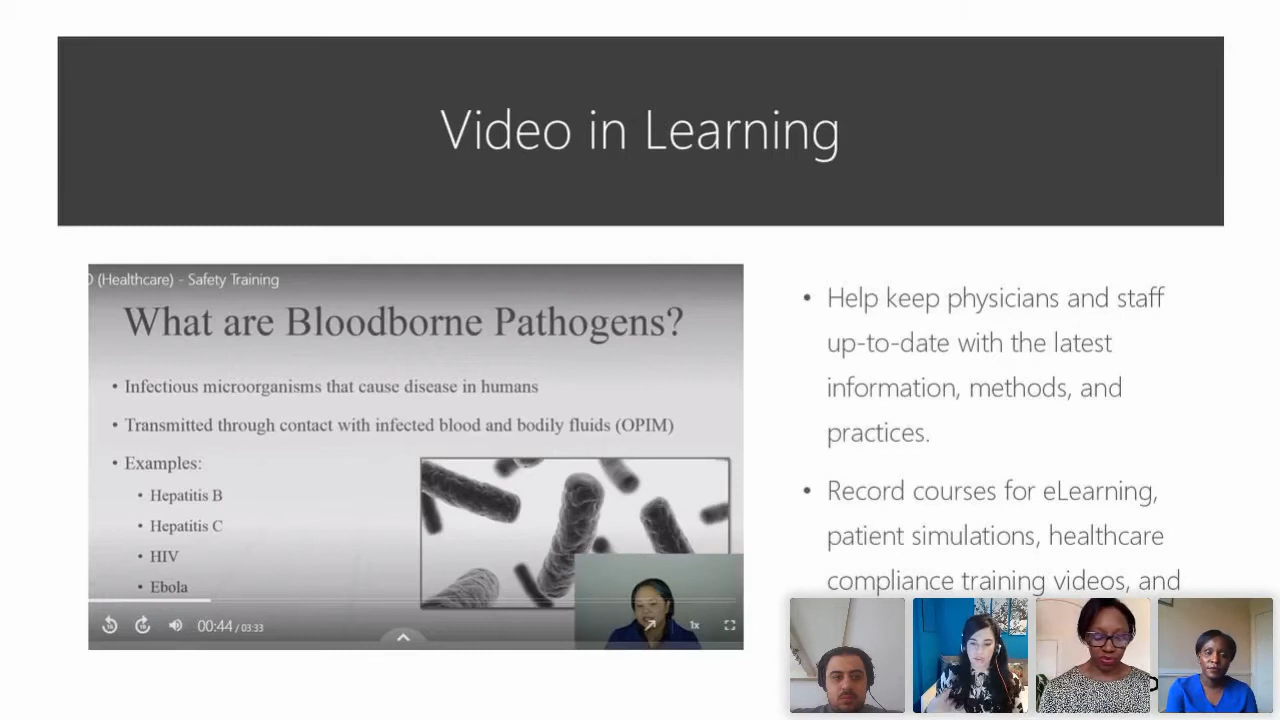 Video in Learning
(Healthcare) - Safety Training
What are Bloodborne Pathogens?
• Infectious microorganisms that cause disease in humans
• Transmitted through contact with infected blood and bodily fluids (OPIM)
• Examples:
• Hepatitis B
• Hepatitis C
• HIV
• Ebola
00:44 / 03:33
1x
• Help keep physicians and staff
up-to-date with the latest
information, methods, and
practices.
• Record courses for eLearning,
patient simulations, healthcare
compliance training videos, and